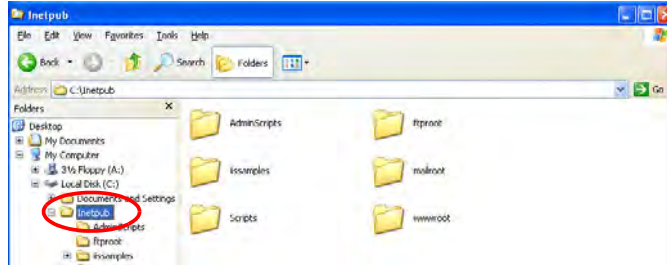 Inetpub
File Edit View Favorites Tools Help
Back Search Folders
Address C:\Inetpub Go
Folders x
Desktop
My Documents
My Computer
3½ Floppy (A:)
Local Disk (C:)
Documents and Settings
Inetpub
AdminScripts
ftproot
iissamples
AdminScripts ftproot
iissamples mailroot
Scripts wwwroot